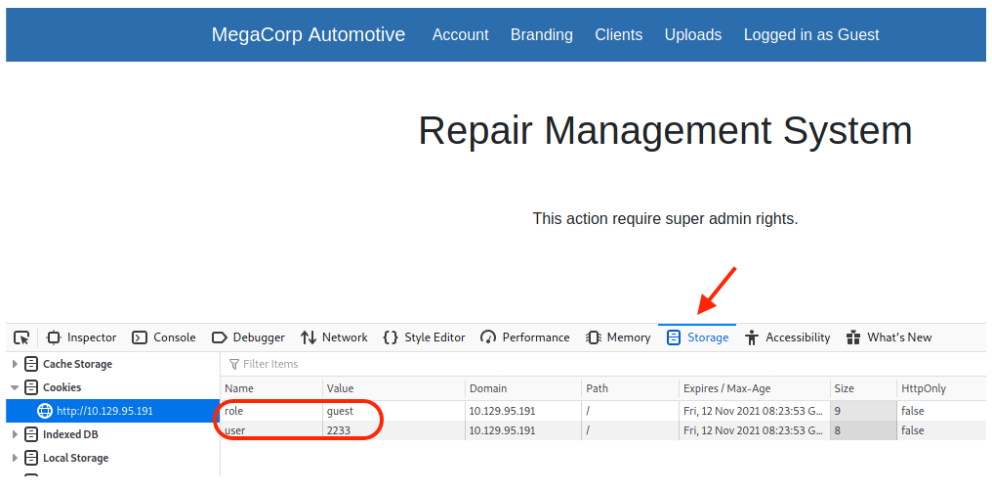 MegaCorp Automotive Account Branding Clients Uploads Logged in as Guest
Repair Management System
This action require super admin rights.
Inspector Console Debugger Network Style Editor Performance Memory Storage Accessibility What's New
Cache Storage
Filter Items
Cookies
Name Value Domain Path Expires / Max-Age Size HttpOnly
http://10.129.95.191
role guest 10.129.95.191 / Fri, 12 Nov 2021 08:23:53 G... 9 false
Indexed DB
user 2233 10.129.95.191 / Fri, 12 Nov 2021 08:23:53 G... 8 false
Local Storage